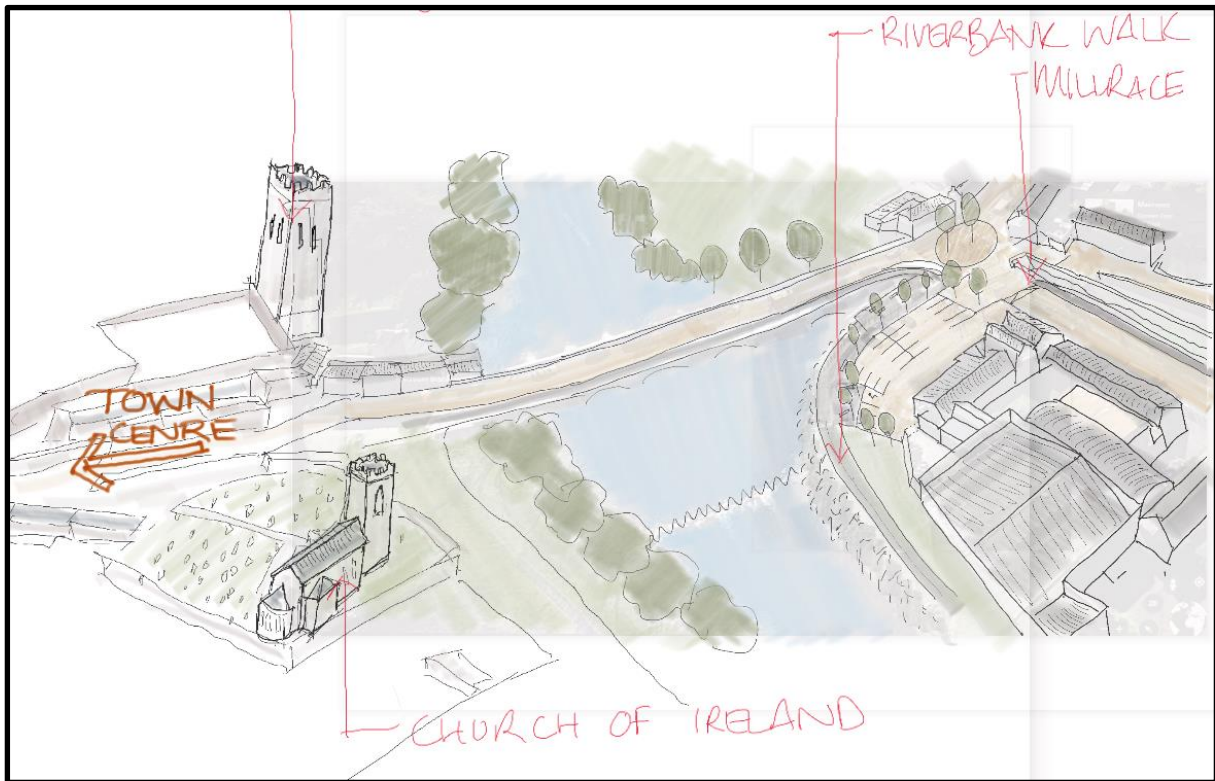 RIVERBANK WALK
MILLRACE
TOWN
CENRE
CHURCH OF IRELAND